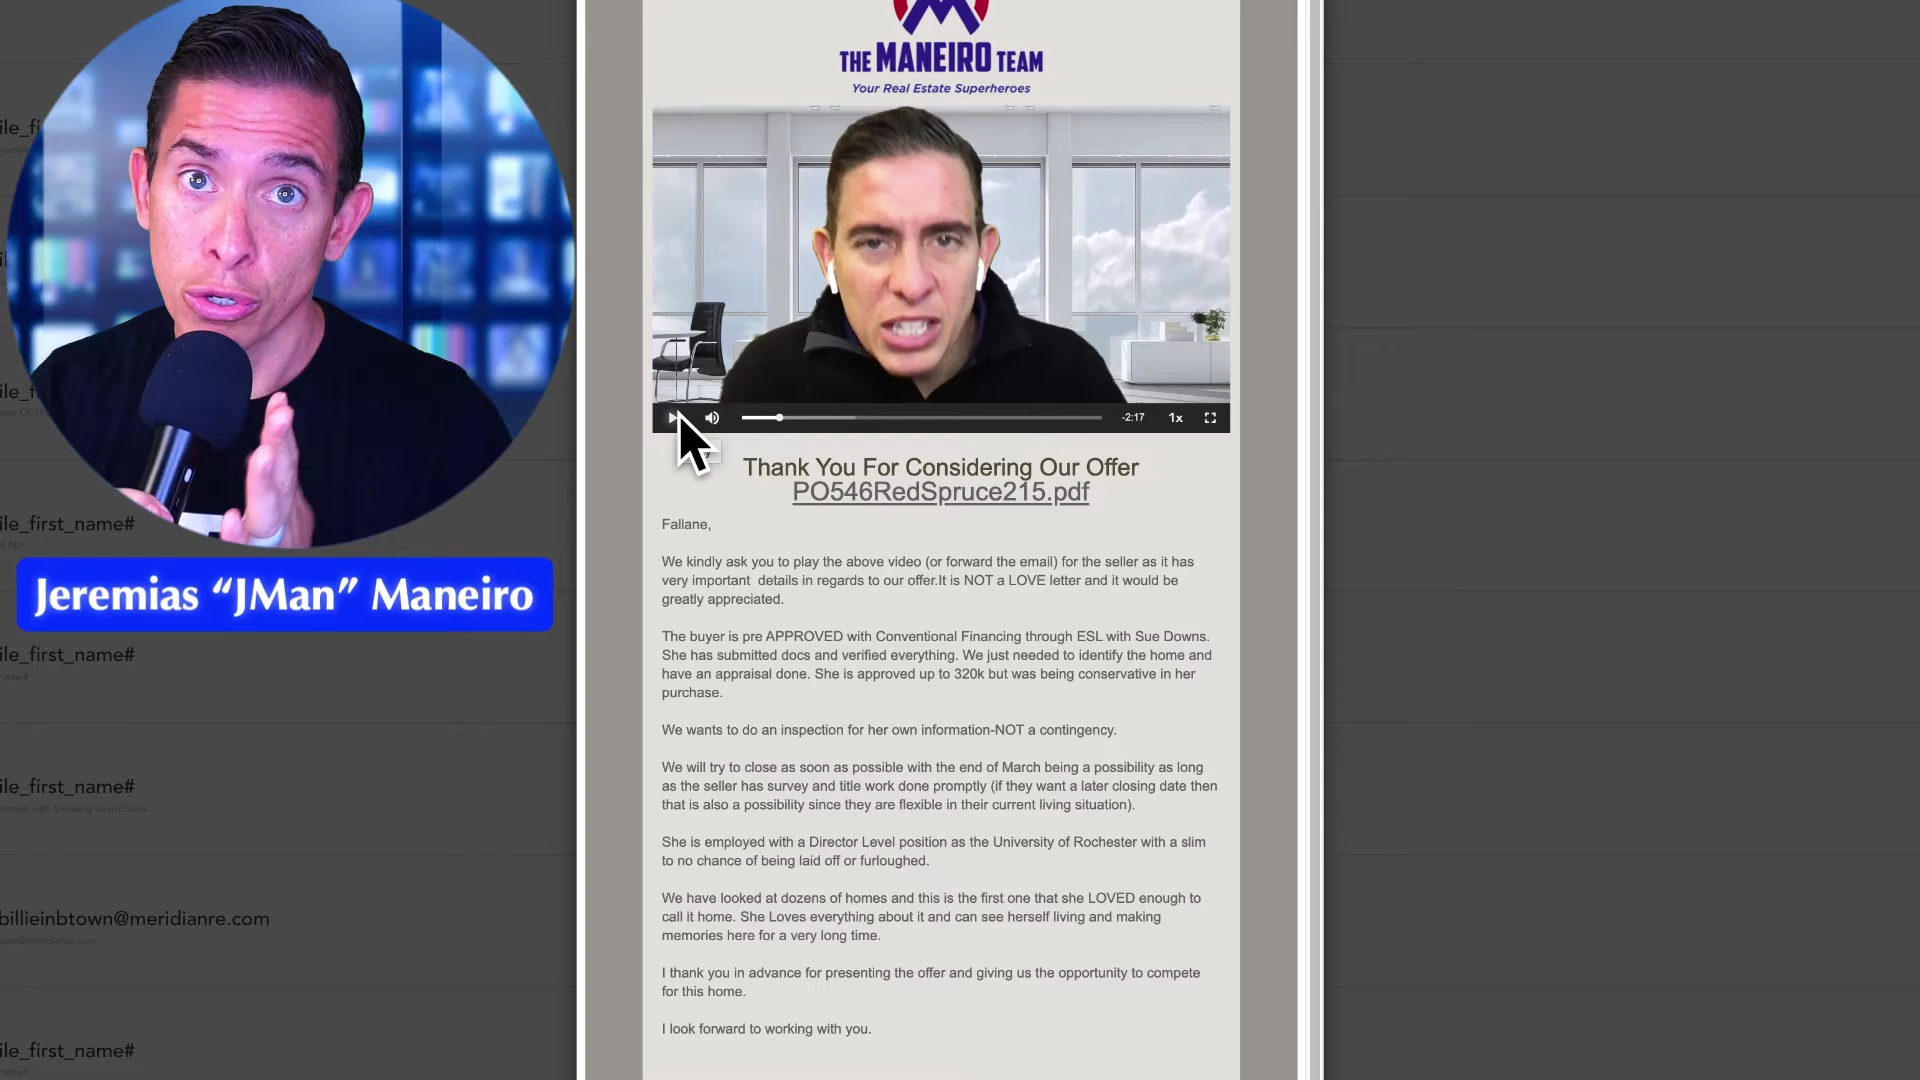 THE MANEIRO TEAM
Your Real Estate Superheroes
-2:17 1x
Thank You For Considering Our Offer
PO546RedSpruce215.pdf
Fallane,
We kindly ask you to play the above video (or forward the email) for the seller as it has
very important details in regards to our offer.It is NOT a LOVE letter and it would be
greatly appreciated.
The buyer is pre APPROVED with Conventional Financing through ESL with Sue Downs.
She has submitted docs and verified everything. We just needed to identify the home and
have an appraisal done. She is approved up to 320k but was being conservative in her
purchase.
We wants to do an inspection for her own information-NOT a contingency.
We will try to close as soon as possible with the end of March being a possibility as long
as the seller has survey and title work done promptly (if they want a later closing date then
that is also a possibility since they are flexible in their current living situation).
She is employed with a Director Level position as the University of Rochester with a slim
to no chance of being laid off or furloughed.
We have looked at dozens of homes and this is the first one that she LOVED enough to
call it home. She Loves everything about it and can see herself living and making
memories here for a very long time.
I thank you in advance for presenting the offer and giving us the opportunity to compete
for this home.
I look forward to working with you.
Jeremias “JMan” Maneiro
ile_fi
ile_f
ile_first_name#
ile_first_name#
ile_first_name#
billieinbtown@meridianre.com
ile_first_name#